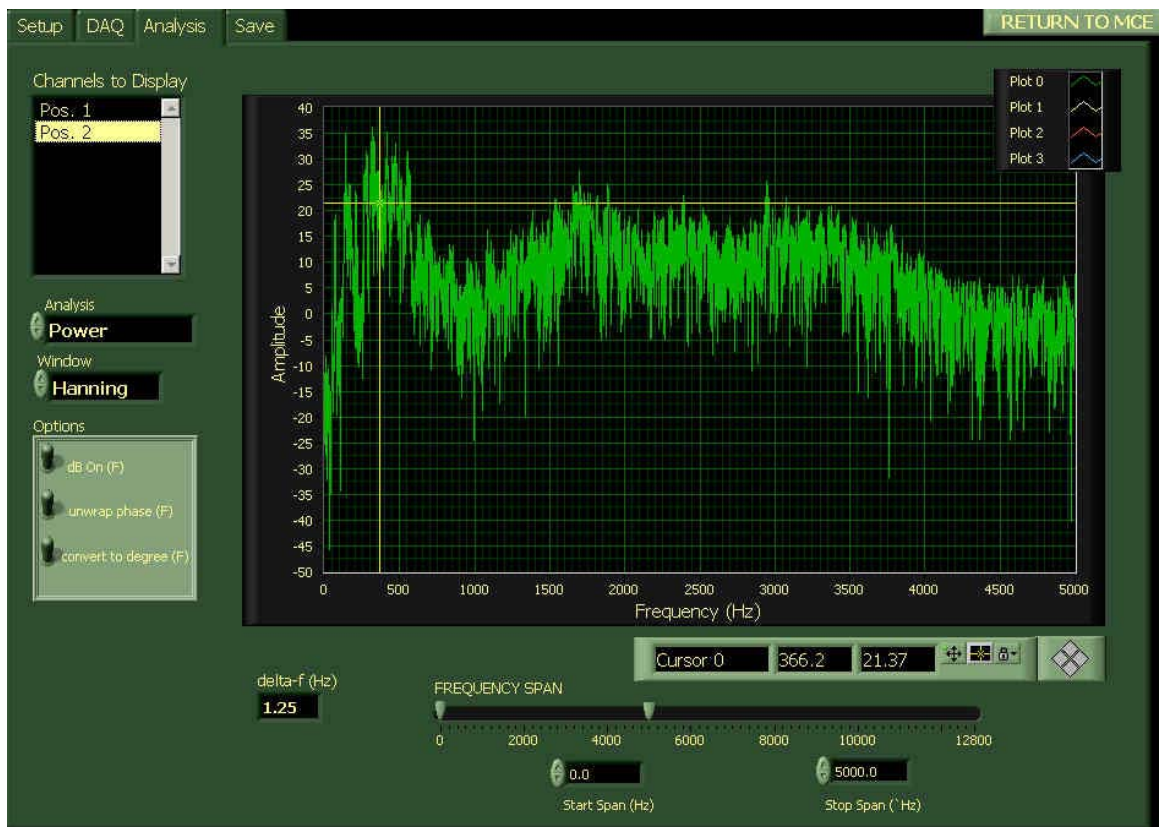 Setup DAQ Analysis Save RETURN TO MCE
Channels to Display
Pos. 1
Pos. 2
Analysis
Power
Window
Hanning
Options
dB On (F)
unwrap phase (F)
convert to degree (F)
Plot 0
Plot 1
Plot 2
Plot 3
40
35
30
25
20
15
10
5
0
-5
-10
-15
-20
-25
-30
-35
-40
-45
-50
Amplitude
0 500 1000 1500 2000 2500 3000 3500 4000 4500 5000
Frequency (Hz)
Cursor 0 366.2 21.37
delta-f (Hz)
1.25
FREQUENCY SPAN
0 2000 4000 6000 8000 10000 12800
0.0
Start Span (Hz)
5000.0
Stop Span (`Hz)